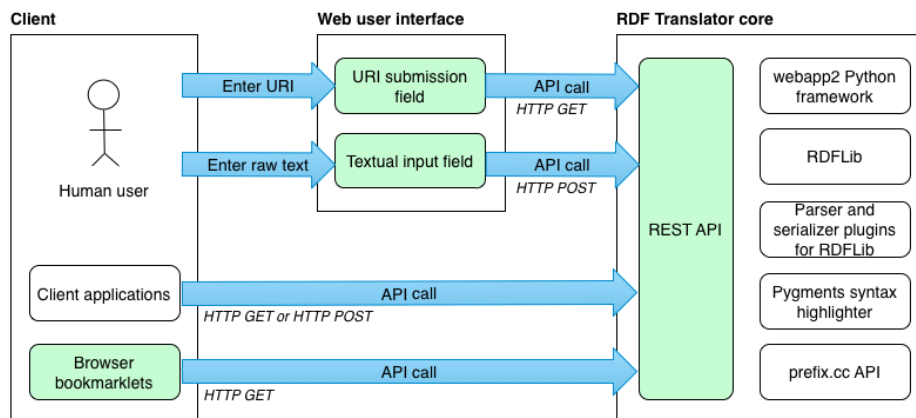 Client
Web user interface
RDF Translator core
Enter URI
URI submission
field
API call
HTTP GET
webapp2 Python
framework
Enter raw text
Textual input field
API call
HTTP POST
RDFLib
Human user
REST API
Parser and
serializer plugins
for RDFLib
Client applications
API call
HTTP GET or HTTP POST
Pygments syntax
highlighter
Browser
bookmarklets
API call
HTTP GET
prefix.cc API